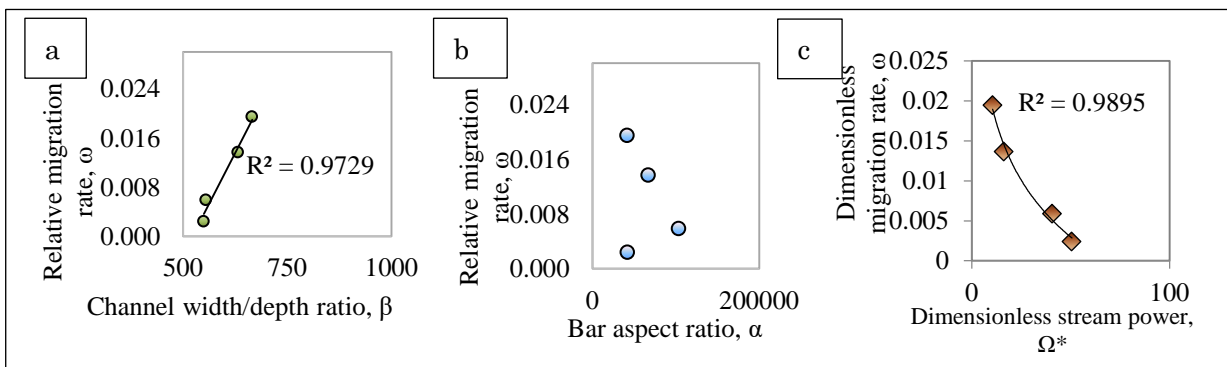 a
Relative migration
rate, ω
0.024
0.016
0.008
0.000
R² = 0.9729
500
750
1000
Channel width/depth ratio, β
b
Relative migration
rate, ω
0.024
0.016
0.008
0.000
0
200000
Bar aspect ratio, α
c
Dimensionless
migration rate, ω
0.025
0.02
0.015
0.01
0.005
0
R² = 0.9895
0
100
Dimensionless stream power,
Ω*